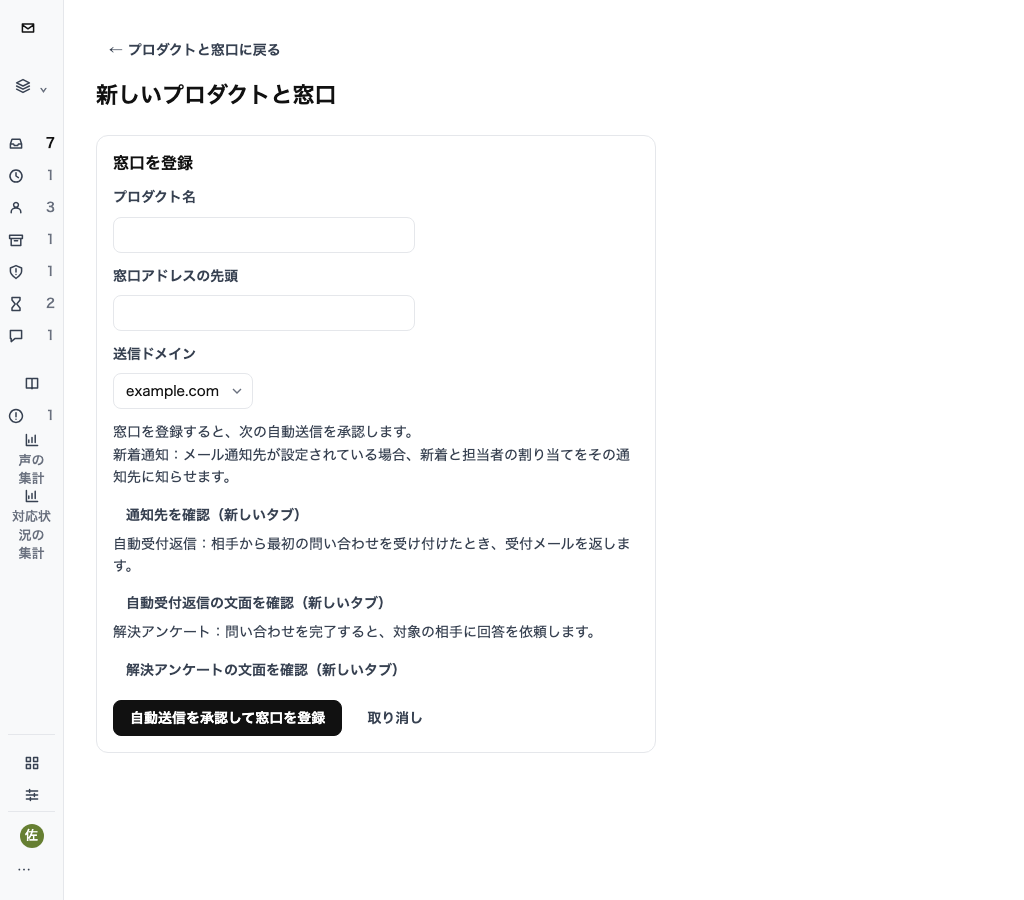 ← プロダクトと窓口に戻る
新しいプロダクトと窓口
7
1
3
1
1
2
1
1
声の
集計
対応状
況の
集計
佐
…
窓口を登録
プロダクト名
窓口アドレスの先頭
送信ドメイン
example.com
窓口を登録すると、次の自動送信を承認します。
新着通知：メール通知先が設定されている場合、新着と担当者の割り当てをその通
知先に知らせます。
通知先を確認（新しいタブ）
自動受付返信：相手から最初の問い合わせを受け付けたとき、受付メールを返しま
す。
自動受付返信の文面を確認（新しいタブ）
解決アンケート：問い合わせを完了すると、対象の相手に回答を依頼します。
解決アンケートの文面を確認（新しいタブ）
自動送信を承認して窓口を登録
取り消し